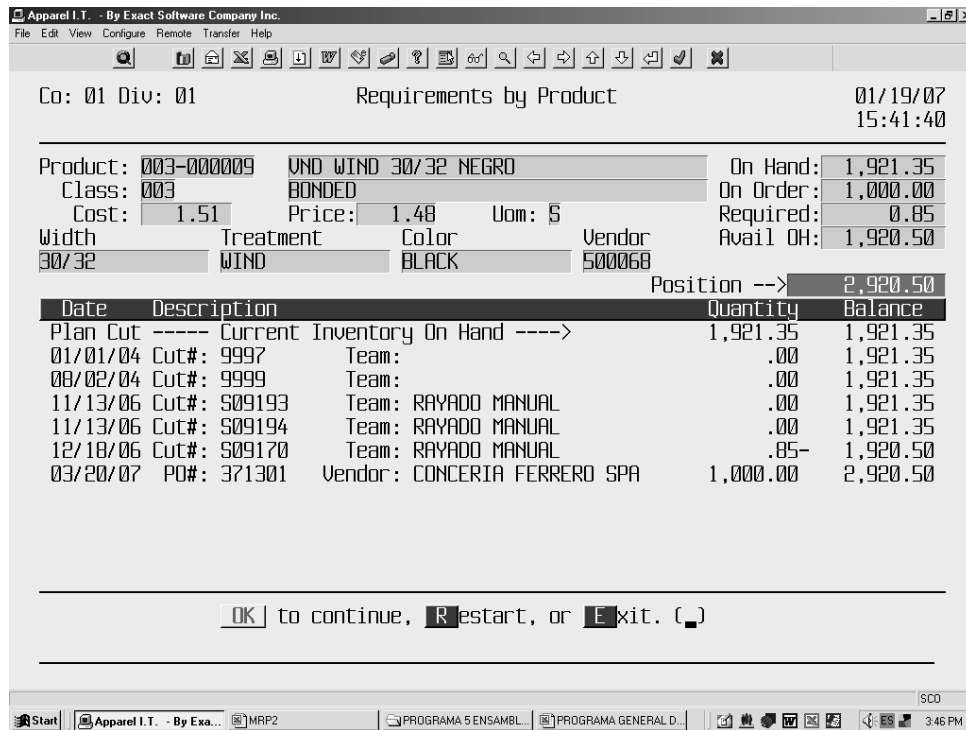 Apparel I.T. - By Exact Software Company Inc.
File Edit View Configure Remote Transfer Help
Co: 01 Div: 01 Requirements by Product 01/19/07
15:41:40
Product: 003-000009 VND WIND 30/32 NEGRO On Hand: 1,921.35
Class: 003 BONDED On Order: 1,000.00
Cost: 1.51 Price: 1.48 Uom: S Required: 0.85
Width Treatment Color Vendor Avail OH: 1,920.50
30/32 WIND BLACK 500068
Position --> 2,920.50
Date Description Quantity Balance
Plan Cut ----- Current Inventory On Hand ----> 1,921.35 1,921.35
01/01/04 Cut#: 9997 Team: .00 1,921.35
08/02/04 Cut#: 9999 Team: .00 1,921.35
11/13/06 Cut#: S09193 Team: RAYADO MANUAL .00 1,921.35
11/13/06 Cut#: S09194 Team: RAYADO MANUAL .00 1,921.35
12/18/06 Cut#: S09170 Team: RAYADO MANUAL .85- 1,920.50
03/20/07 PO#: 371301 Vendor: CONCERIA FERRERO SPA 1,000.00 2,920.50
OK to continue, Restart, or Exit. (_)
SCO
Start Apparel I.T. - By Exa... MRP2 PROGRAMA 5 ENSAMBL... PROGRAMA GENERAL D... ES 3:46 PM